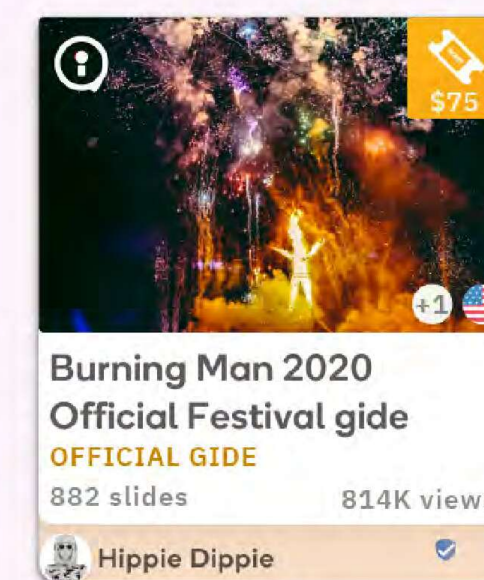 $75
+1
Burning Man 2020
Official Festival gide
OFFICIAL GIDE
882 slides
814K view
Hippie Dippie